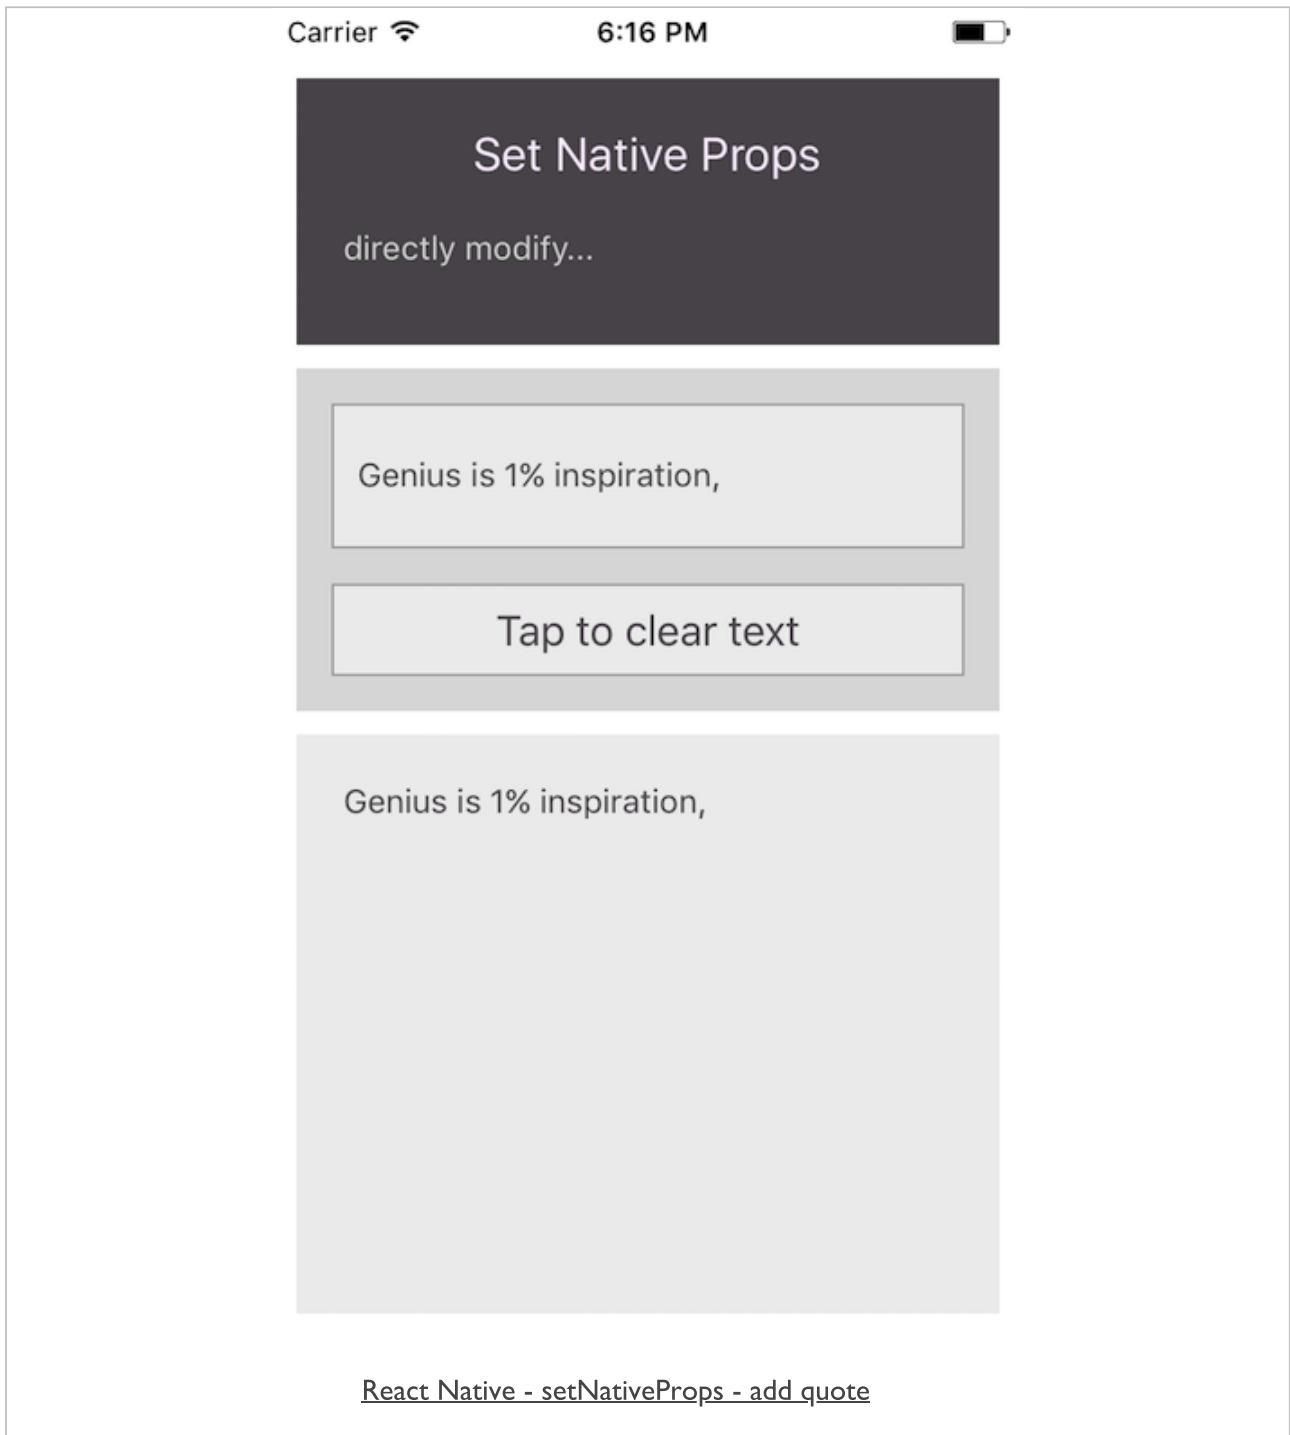 Carrier 6:16 PM
Set Native Props
directly modify...
Genius is 1% inspiration,
Tap to clear text
Genius is 1% inspiration,
React Native - setNativeProps - add quote